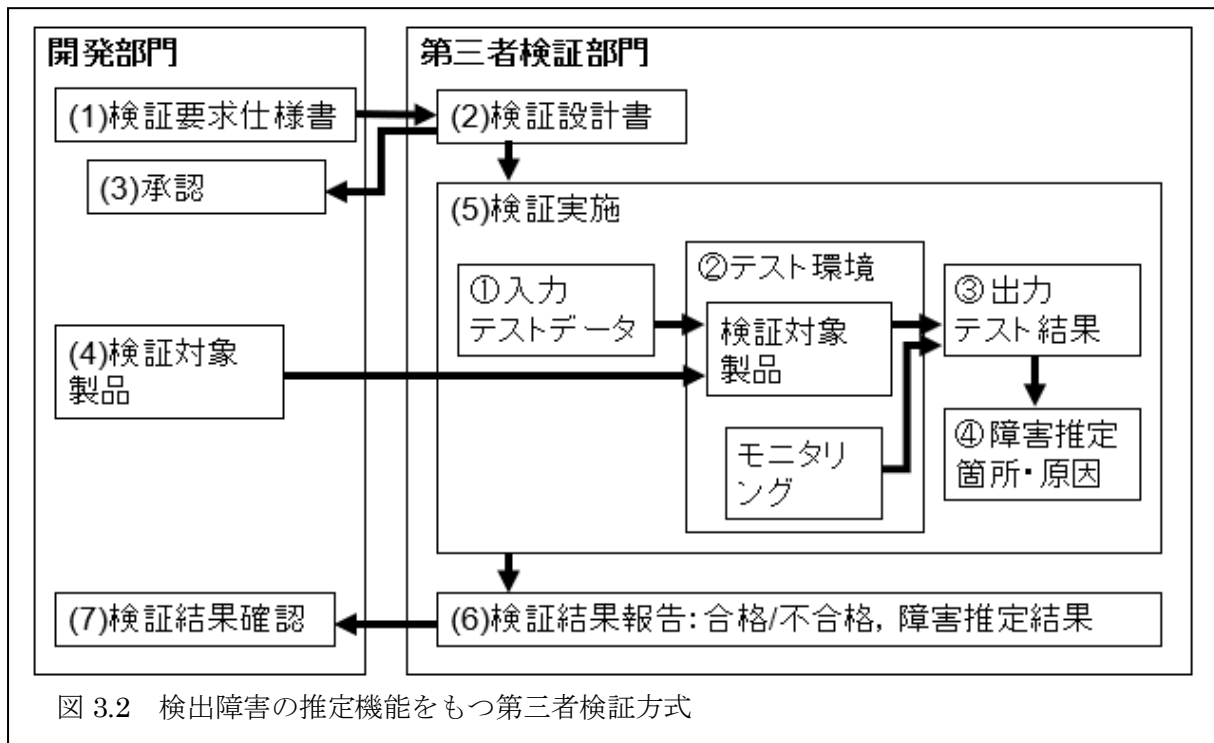 開発部門
第三者検証部門
(1)検証要求仕様書
(2)検証設計書
(3)承認
(5)検証実施
①入力
テストデータ
②テスト環境
検証対象
製品
モニタリ
ング
③出力
テスト結果
④障害推定
箇所・原因
(4)検証対象
製品
(6)検証結果報告:合格/不合格, 障害推定結果
(7)検証結果確認
図 3.2 検出障害の推定機能をもつ第三者検証方式